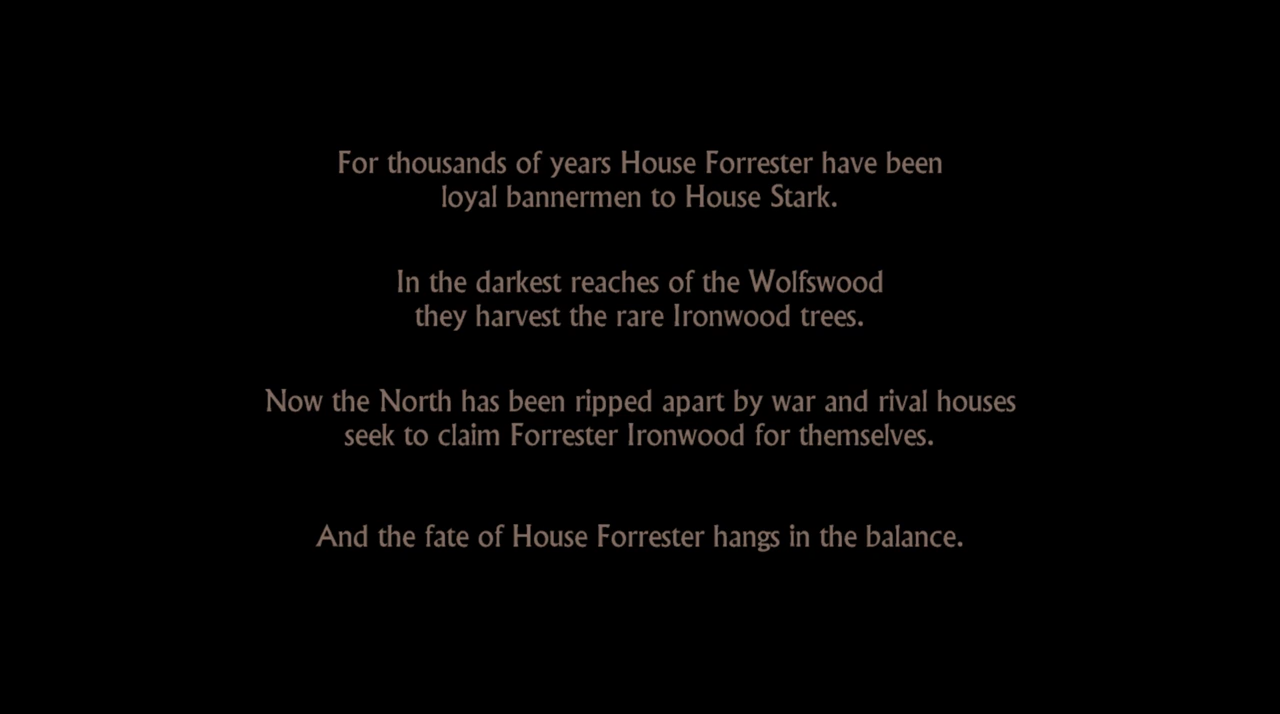 For thousands of years House Forrester have been
loyal bannermen to House Stark.
In the darkest reaches of the Wolfswood
they harvest the rare Ironwood trees.
Now the North has been ripped apart by war and rival houses
seek to claim Forrester Ironwood for themselves.
And the fate of House Forrester hangs in the balance.